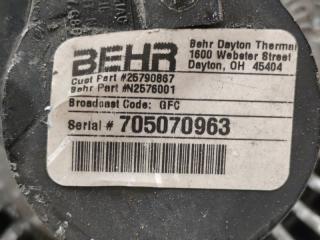 BEHR
Behr Dayton Thermal
1600 Webster Street
Dayton, OH 45404
Cust Part #25790867
Behr Part #N2576001
Broadcast Code: GFC
Serial # 705070963